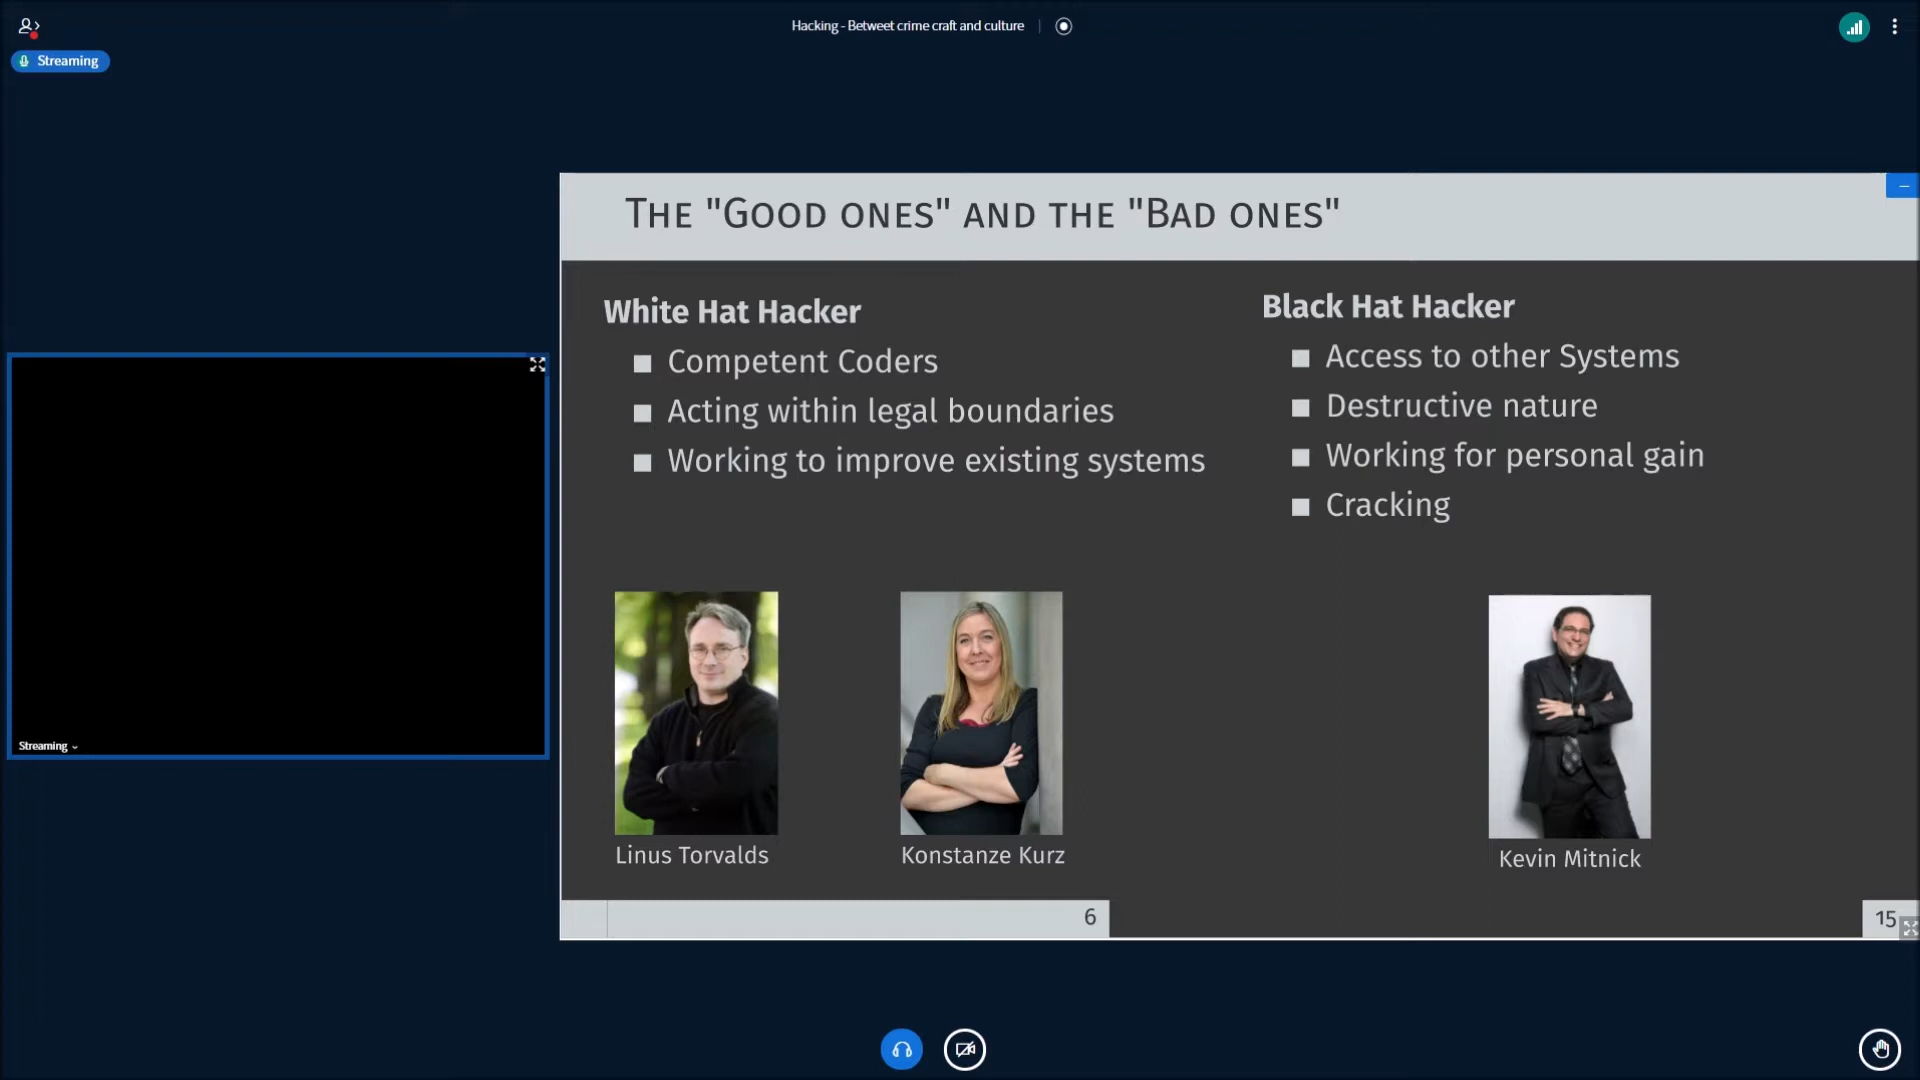 Hacking - Betweet crime craft and culture
Streaming
THE "GOOD ONES" AND THE "BAD ONES"
White Hat Hacker
Competent Coders
Acting within legal boundaries
Working to improve existing systems
Black Hat Hacker
Access to other Systems
Destructive nature
Working for personal gain
Cracking
Streaming
Linus Torvalds
Konstanze Kurz
Kevin Mitnick
6
15